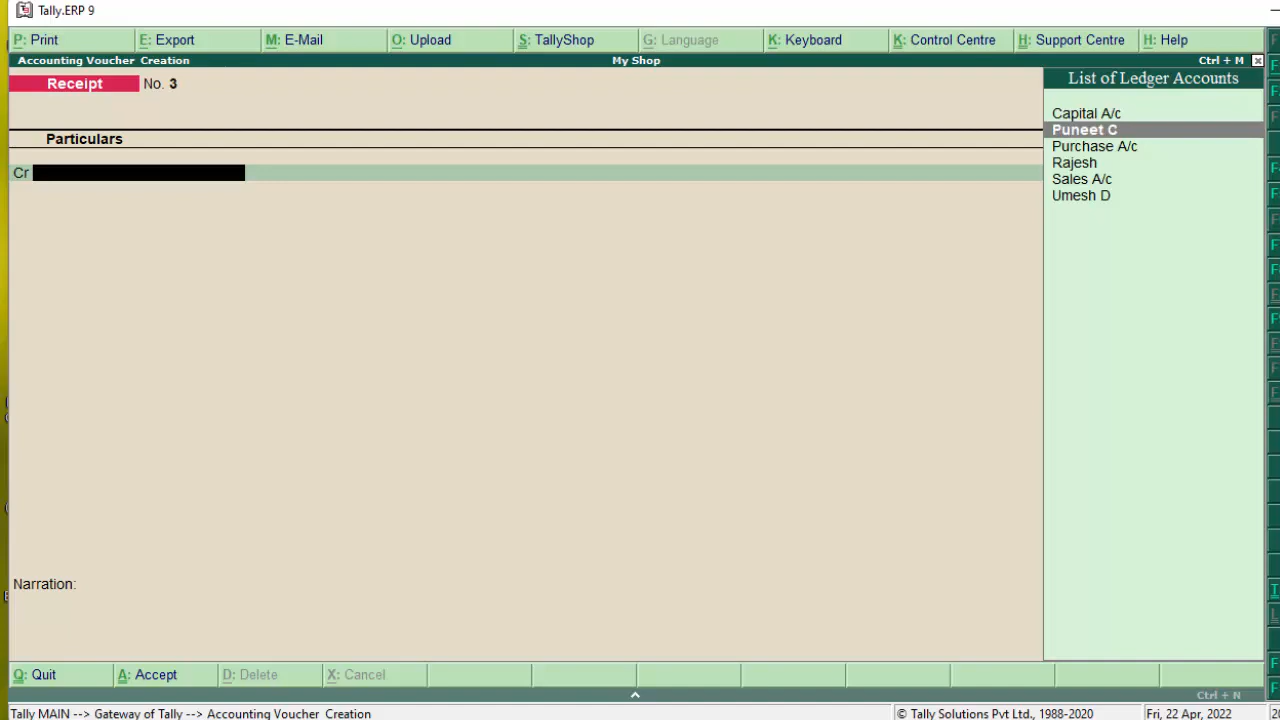 Tally.ERP 9
P: Print E: Export M: E-Mail O: Upload S: TallyShop G: Language K: Keyboard K: Control Centre H: Support Centre H: Help
Accounting Voucher Creation My Shop Ctrl + M
Receipt No. 3
List of Ledger Accounts
Particulars
Capital A/c
Puneet C
Purchase A/c
Rajesh
Sales A/c
Umesh D
Cr
Narration:
Q: Quit A: Accept D: Delete X: Cancel
Ctrl + N
Tally MAIN --> Gateway of Tally --> Accounting Voucher Creation © Tally Solutions Pvt Ltd., 1988-2020 Fri, 22 Apr, 2022